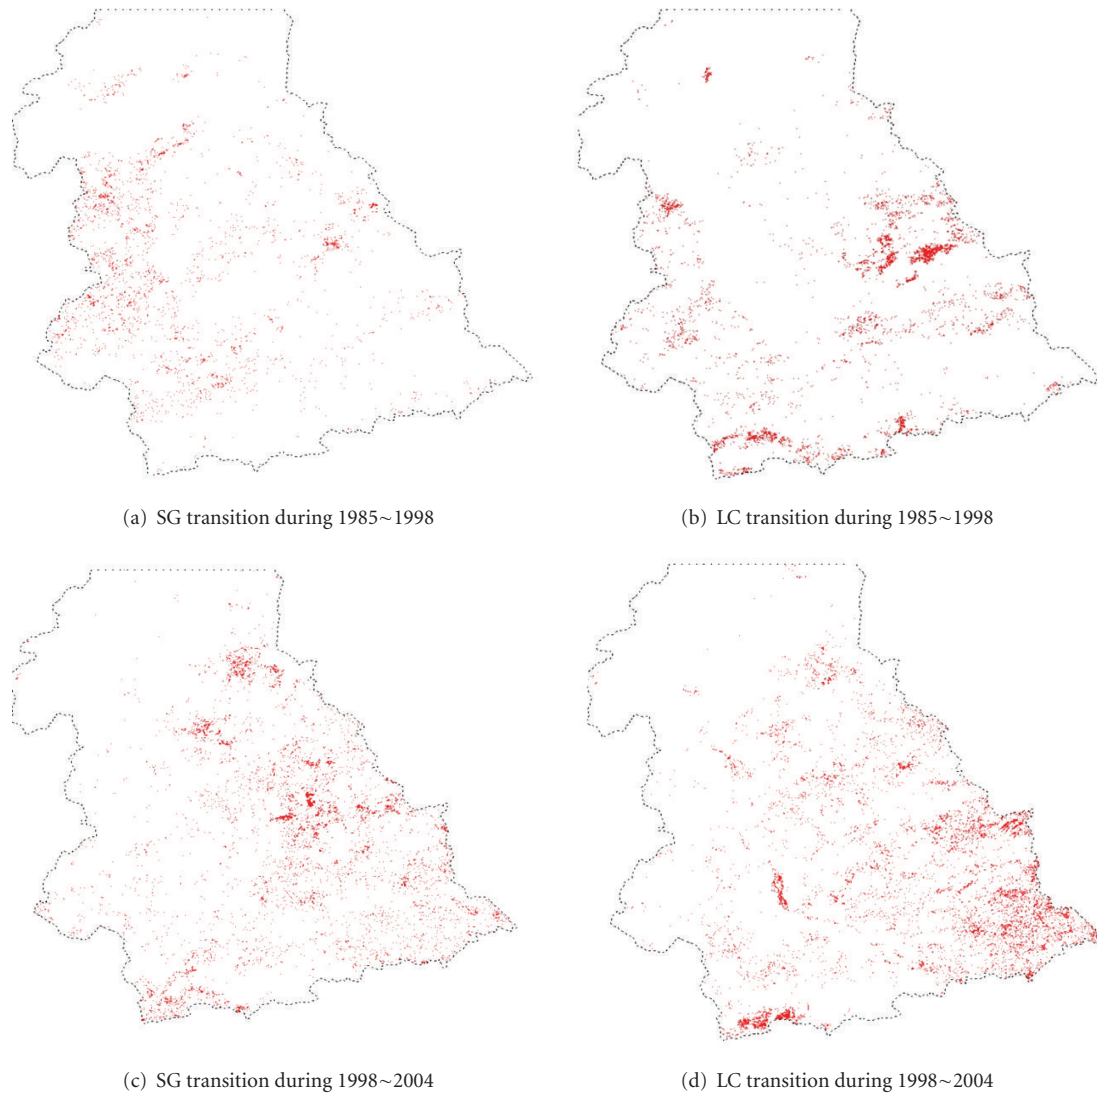 (a) SG transition during 1985~1998
(b) LC transition during 1985~1998
(c) SG transition during 1998~2004
(d) LC transition during 1998~2004